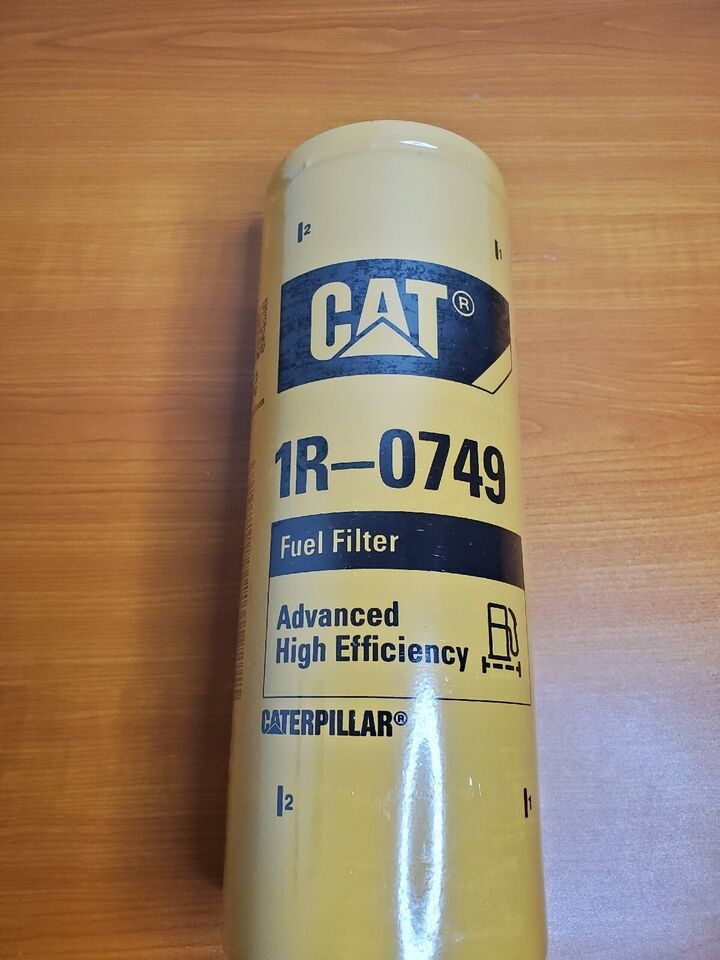 2
1
CAT®
1R-0749
Fuel Filter
Advanced
High Efficiency
CATERPILLAR®
2
1